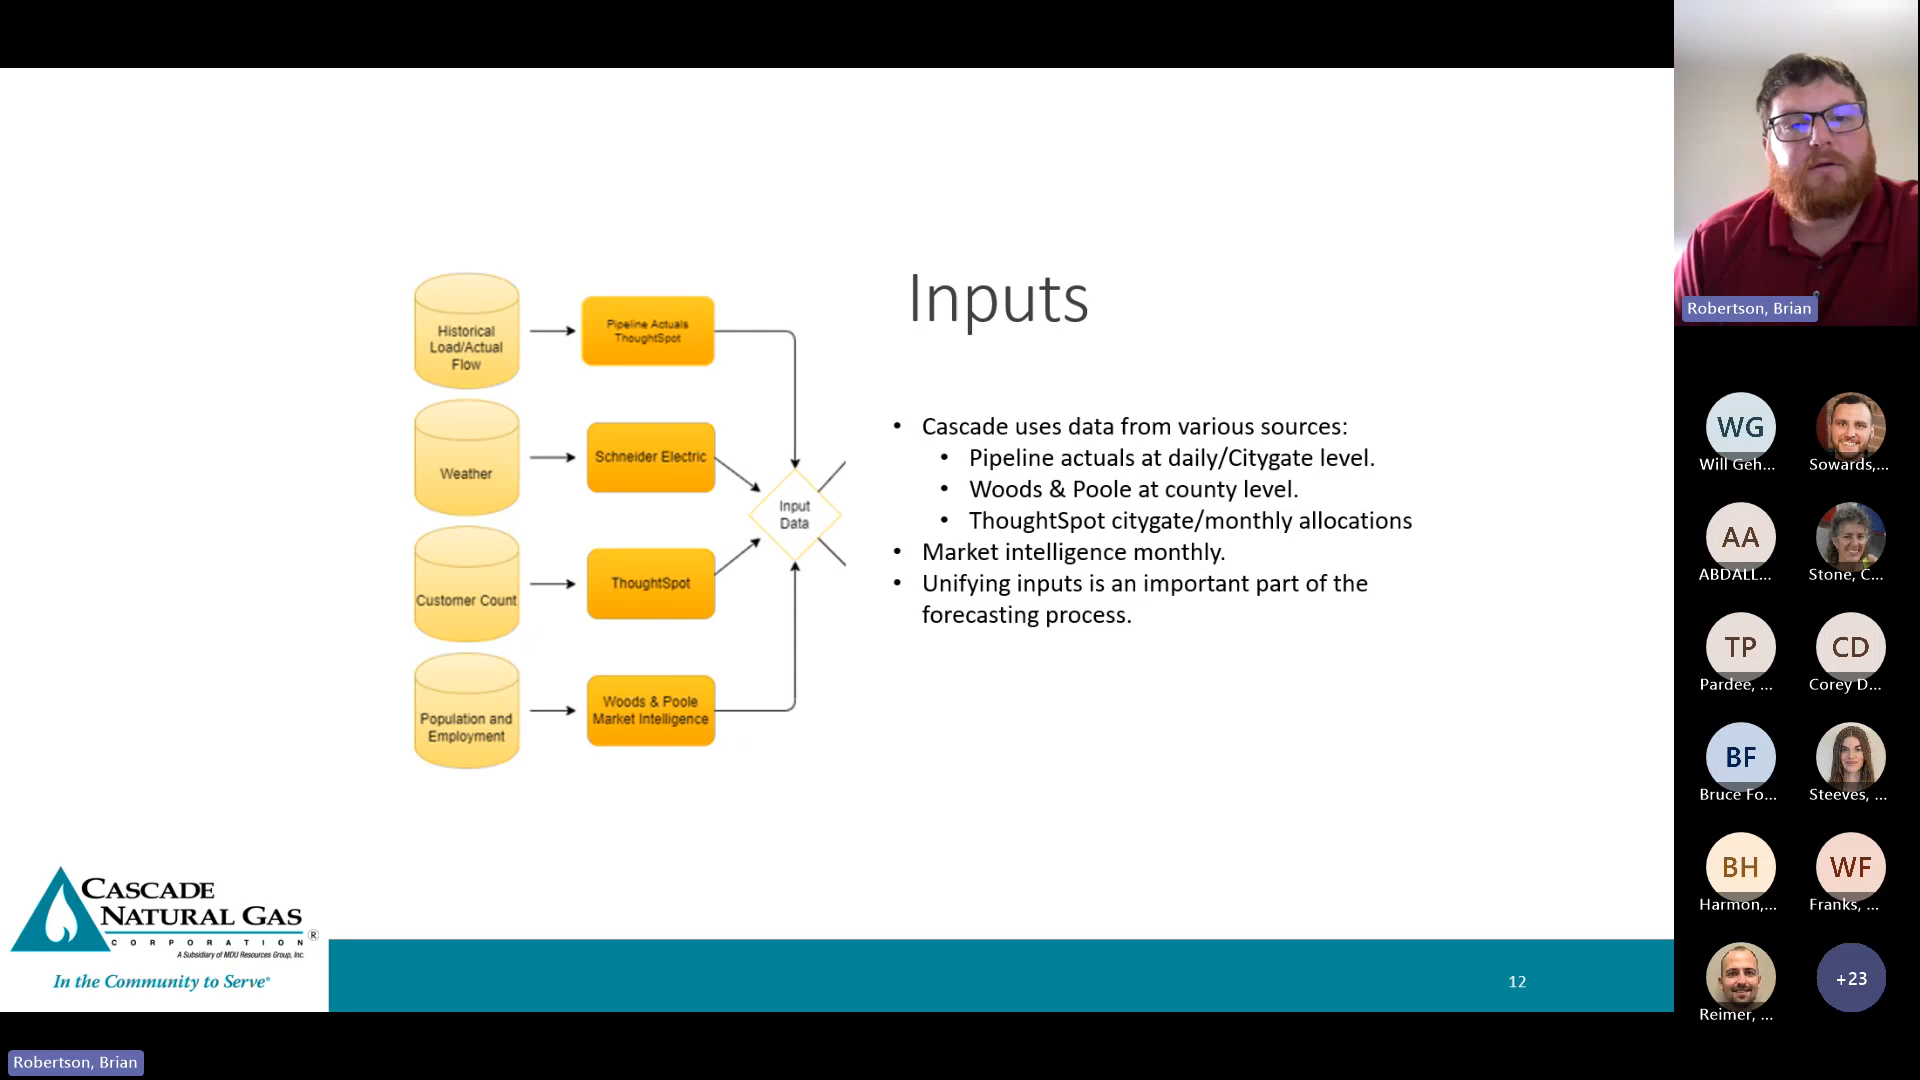 Inputs
Historical
Load/Actual
Flow
Pipeline Actuals
ThoughtSpot
Weather
Schneider Electric
Input
Data
Customer Count
ThoughtSpot
Population and
Employment
Woods & Poole
Market Intelligence
• Cascade uses data from various sources:
• Pipeline actuals at daily/Citygate level.
• Woods & Poole at county level.
• ThoughtSpot citygate/monthly allocations
• Market intelligence monthly.
• Unifying inputs is an important part of the
forecasting process.
CASCADE
NATURAL GAS
CORPORATION ®
A Subsidiary of MDU Resources Group, Inc.
In the Community to Serve®
12
Robertson, Brian
WG
Will Geh...
Sowards,...
AA
ABDALL...
Stone, C...
TP
Pardee, ...
CD
Corey D...
BF
Bruce Fo...
Steeves, ...
BH
Harmon,...
WF
Franks, ...
Reimer, ...
+23
Robertson, Brian